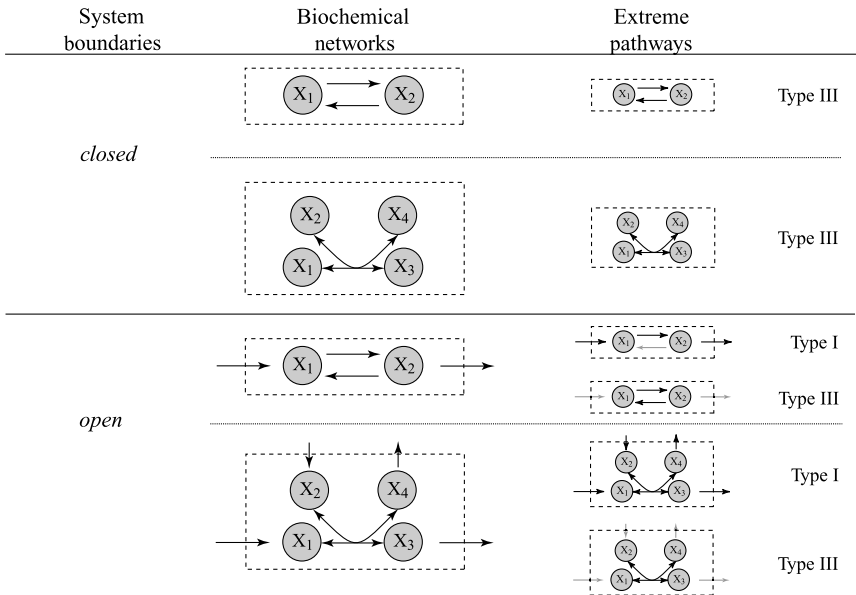 System boundaries
Biochemical networks
Extreme pathways
closed
X1 X2
X1 X2
Type III
X2 X4
X1 X3
X2 X4
X1 X3
Type III
open
X1 X2
X1 X2
Type I
X1 X2
Type III
X2 X4
X1 X3
X2 X4
X1 X3
Type I
X2 X4
X1 X3
Type III